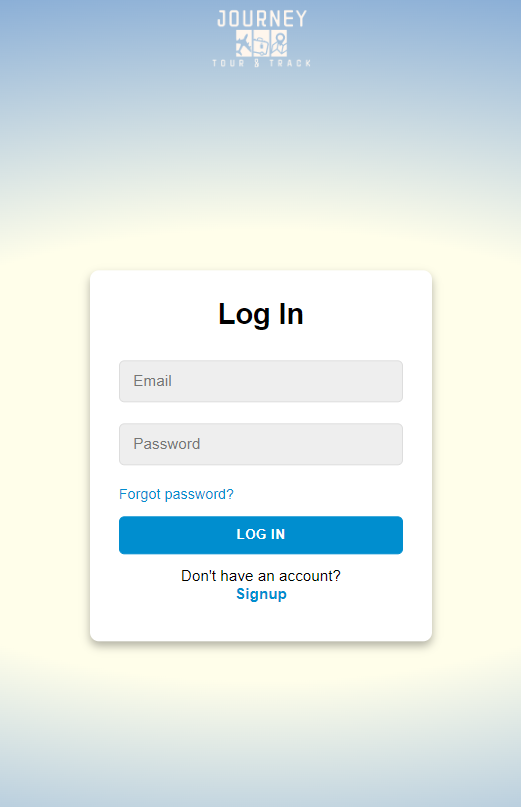 JOURNEY
TOUR & TRACK
Log In
Email
Password
Forgot password?
LOG IN
Don't have an account?
Signup